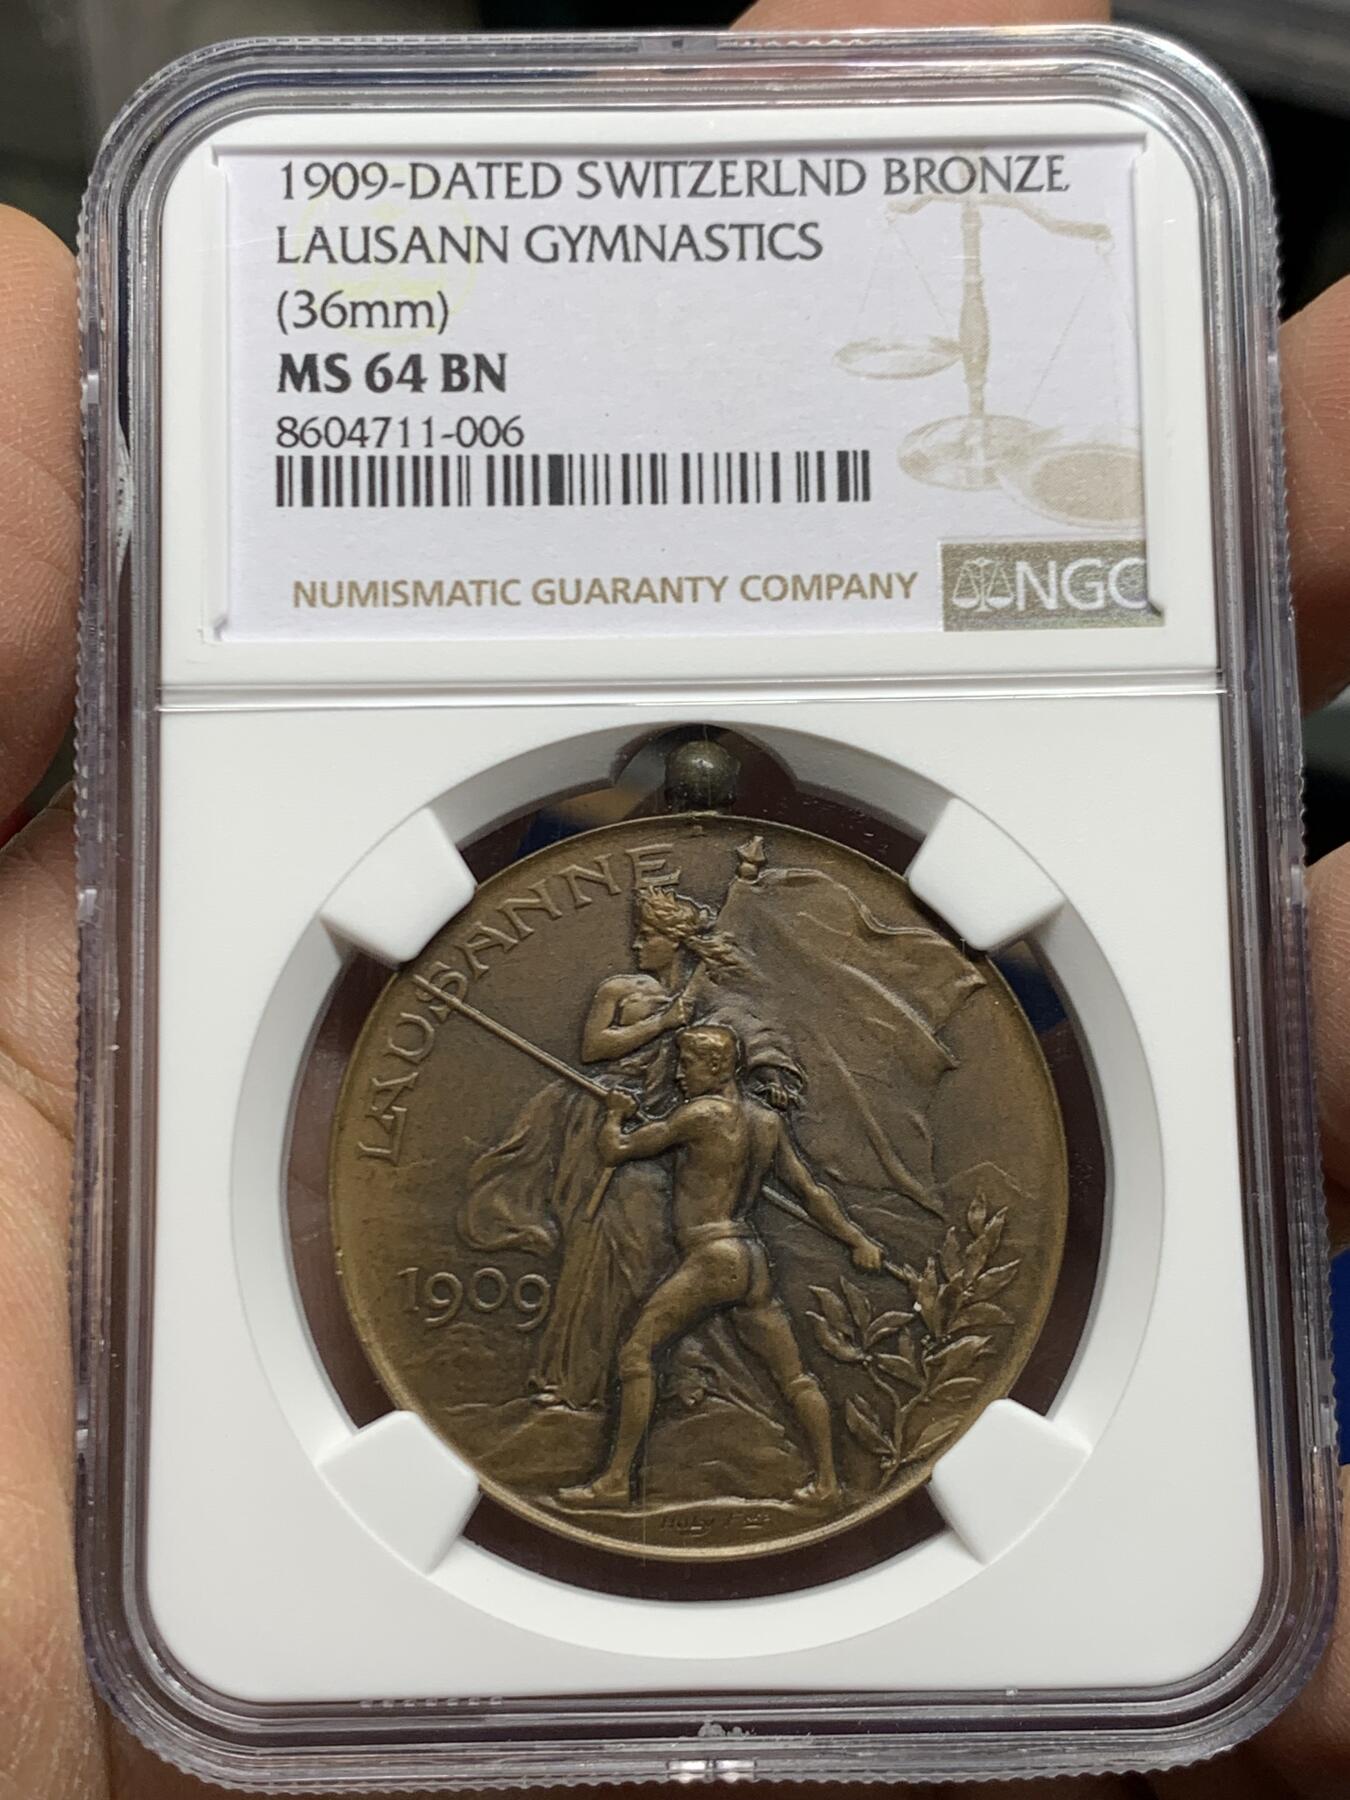 1909-DATED SWITZERLND BRONZE
LAUSANN GYMNASTICS
(36mm)
MS 64 BN
8604711-006
NUMISMATIC GUARANTY COMPANY
NGC
LAUSANNE
1909